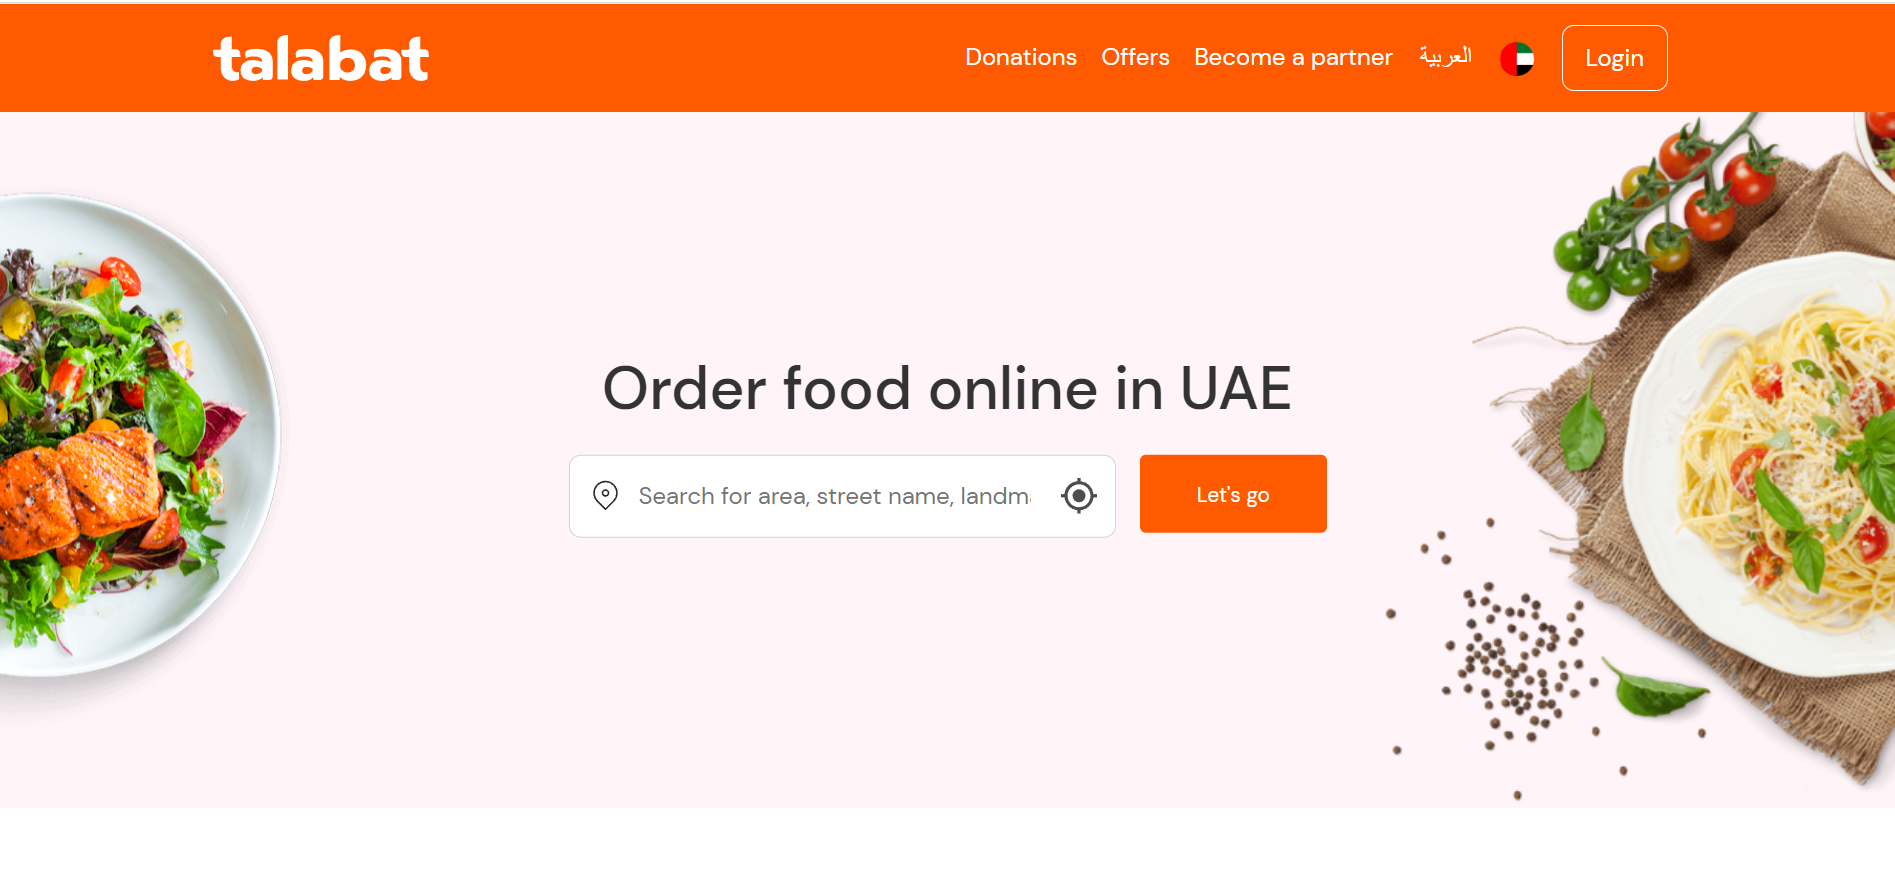 talabat
Donations Offers Become a partner العربية Login
Order food online in UAE
Search for area, street name, landm
Let's go